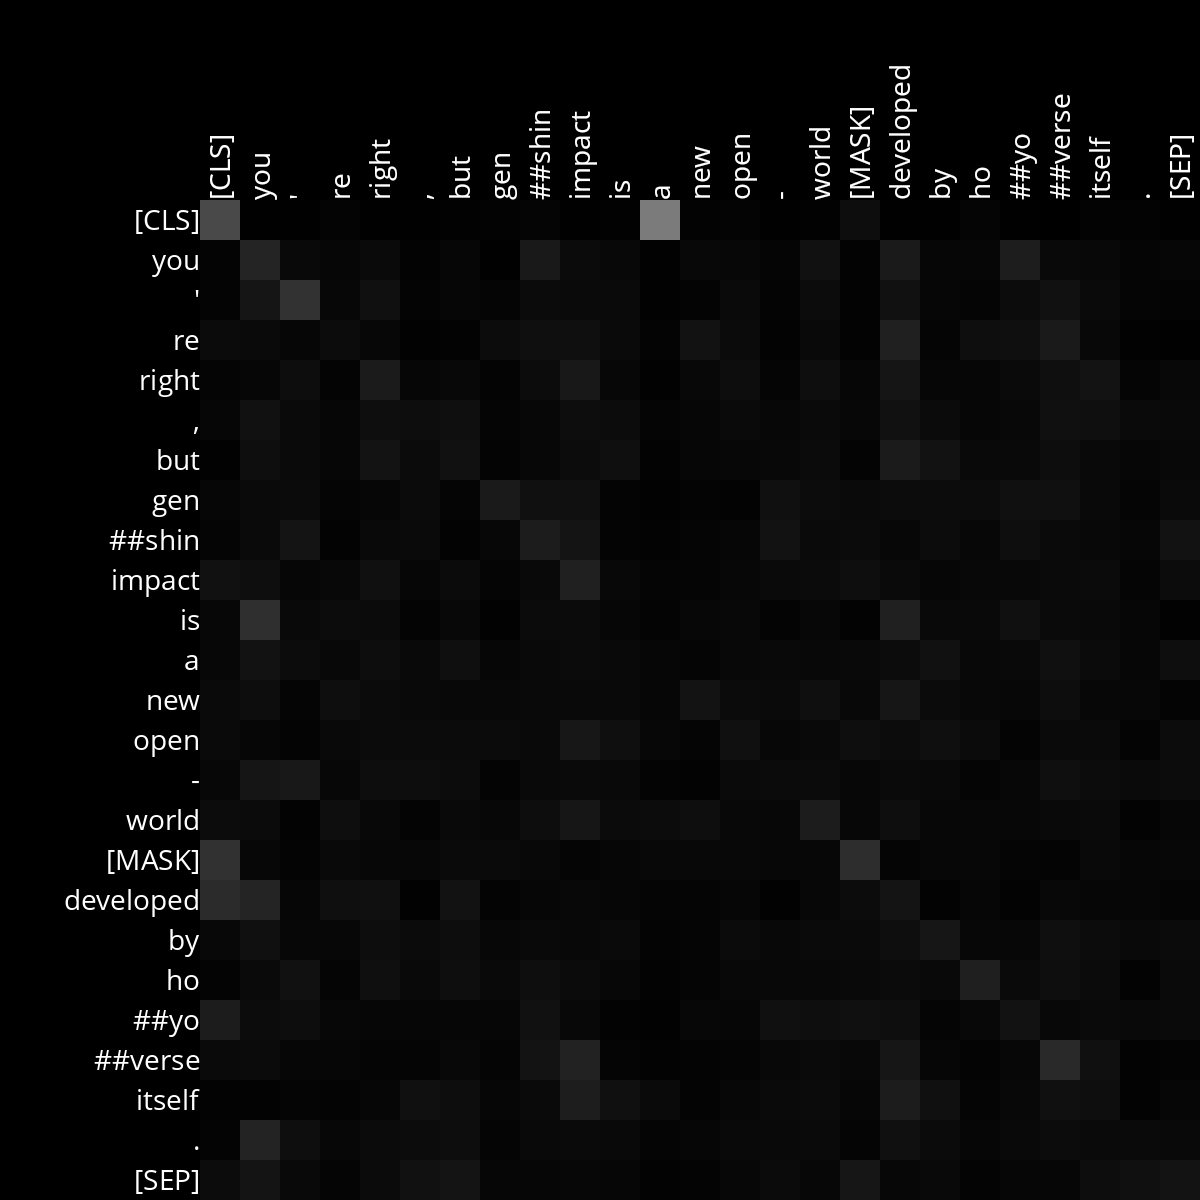 [CLS] you ' re right , but gen ##shin impact is a new open - world [MASK] developed by ho ##yo ##verse itself . [SEP]
[CLS]
you
'
re
right
,
but
gen
##shin
impact
is
a
new
open
-
world
[MASK]
developed
by
ho
##yo
##verse
itself
.
[SEP]